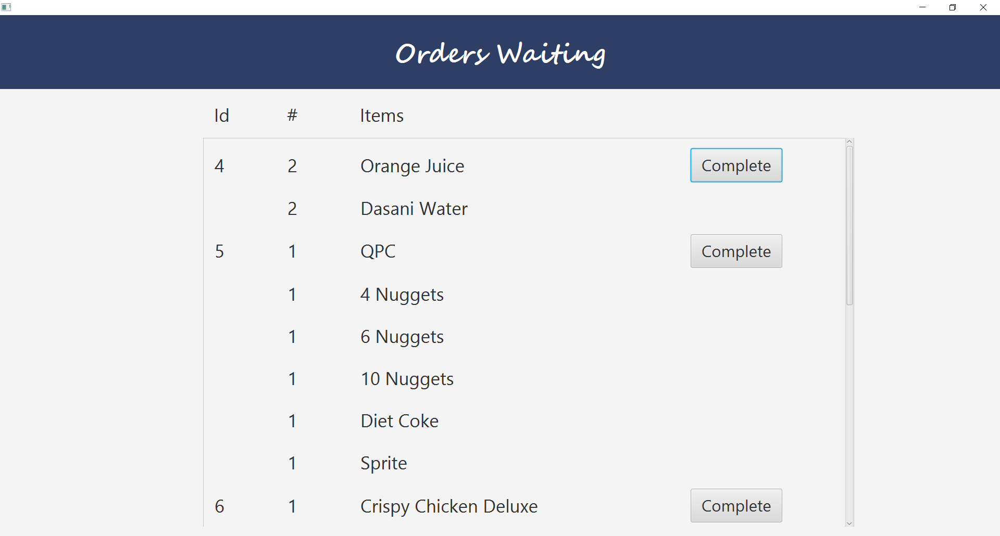 Orders Waiting
Id # Items
4 2 Orange Juice Complete
2 Dasani Water
5 1 QPC Complete
1 4 Nuggets
1 6 Nuggets
1 10 Nuggets
1 Diet Coke
1 Sprite
6 1 Crispy Chicken Deluxe Complete